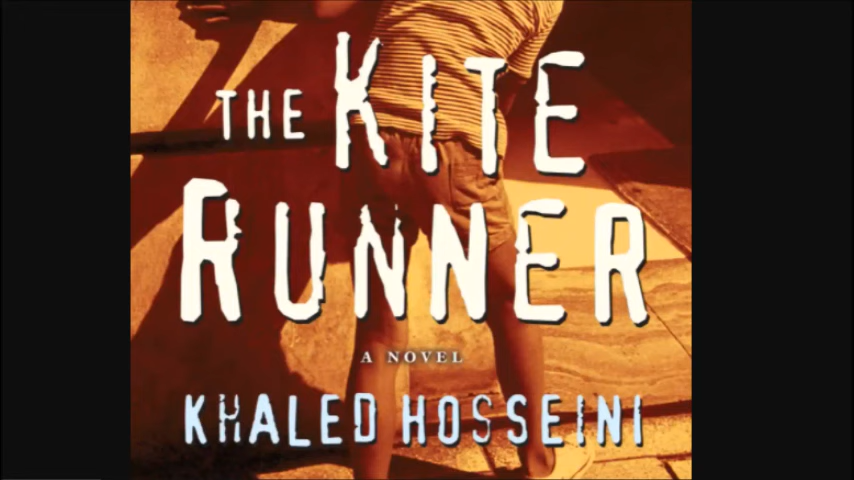 THE KITE
RUNNER
A NOVEL
KHALED HOSSEINI